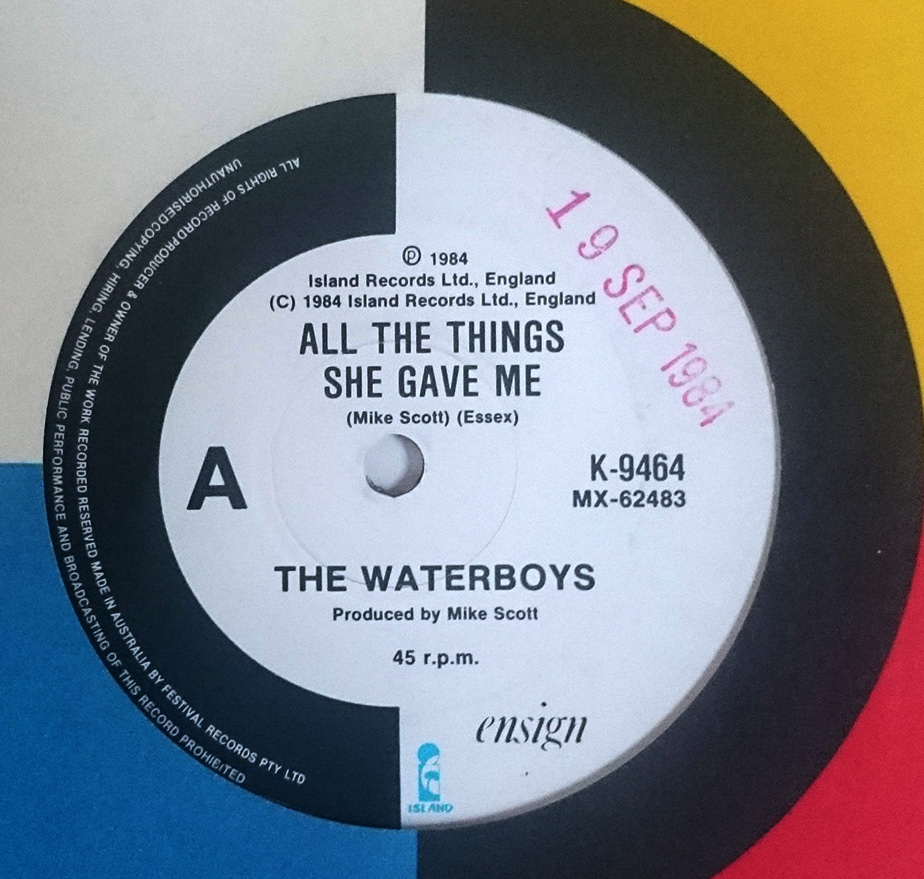 Ⓟ 1984
Island Records Ltd., England
(C) 1984 Island Records Ltd., England
ALL THE THINGS
SHE GAVE ME
(Mike Scott) (Essex)
A
K-9464
MX-62483
THE WATERBOYS
Produced by Mike Scott
45 r.p.m.
ensign
ISLAND
19 SEP 1984
ALL RIGHTS OF RECORD PRODUCER & OWNER OF THE WORK RECORDED RESERVED MADE IN AUSTRALIA BY FESTIVAL RECORDS PTY LTD
UNAUTHORISED COPYING, HIRING, LENDING, PUBLIC PERFORMANCE AND BROADCASTING OF THIS RECORD PROHIBITED